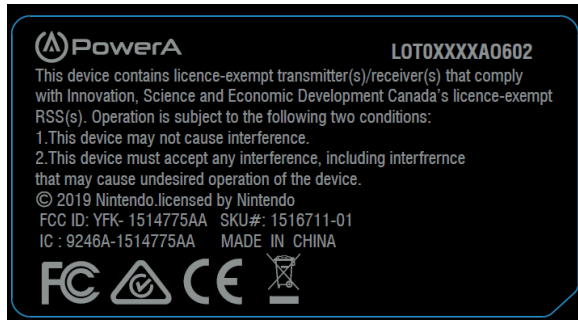 PowerA
LOT0XXXXAO602
This device contains licence-exempt transmitter(s)/receiver(s) that comply
with Innovation, Science and Economic Development Canada's licence-exempt
RSS(s). Operation is subject to the following two conditions:
1.This device may not cause interference.
2.This device must accept any interference, including interfrernce
that may cause undesired operation of the device.
© 2019 Nintendo.licensed by Nintendo
FCC ID: YFK- 1514775AA SKU#: 1516711-01
IC : 9246A-1514775AA MADE IN CHINA
FC CE